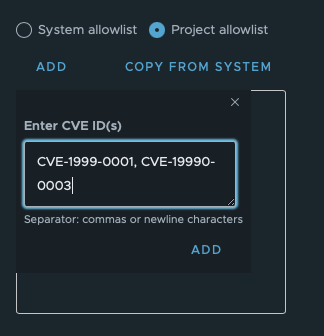 System allowlist Project allowlist
ADD COPY FROM SYSTEM
Enter CVE ID(s)
CVE-1999-0001, CVE-19990-
0003
Separator: commas or newline characters
ADD